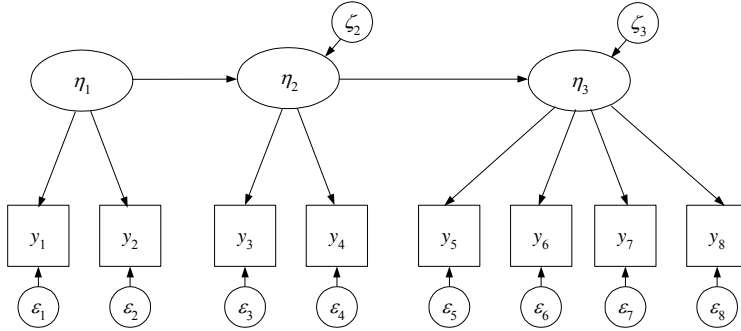 ζ₂ ζ₃
η₁ η₂ η₃
y₁ y₂ y₃ y₄ y₅ y₆ y₇ y₈
ε₁ ε₂ ε₃ ε₄ ε₅ ε₆ ε₇ ε₈